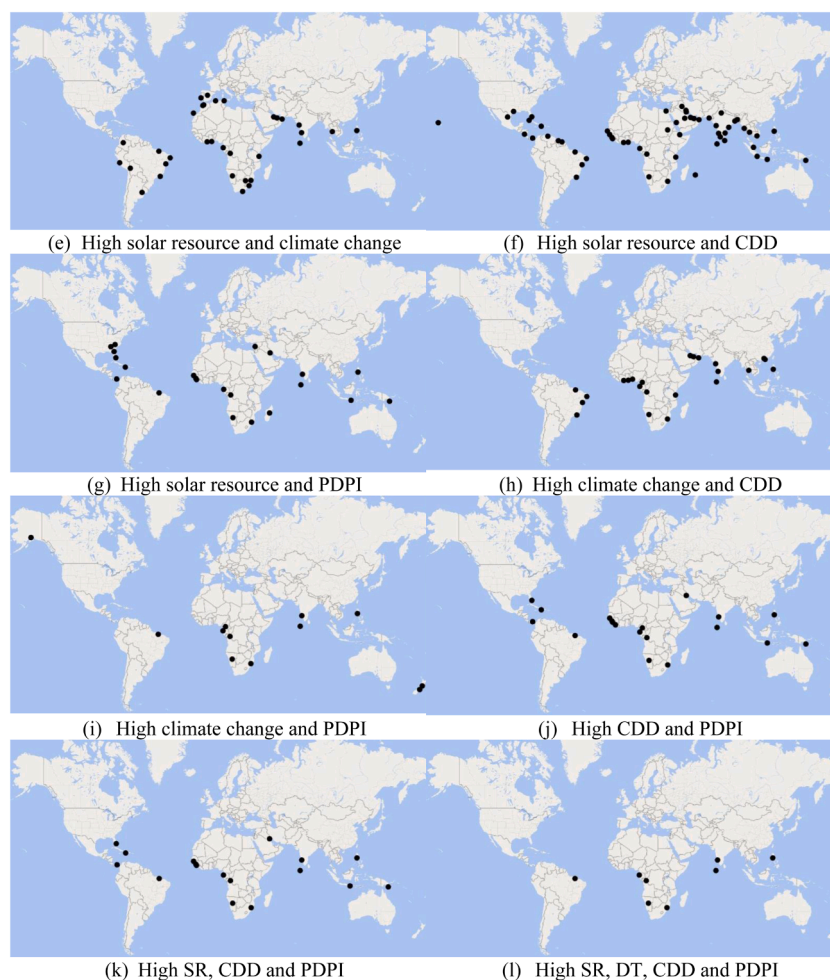 (e) High solar resource and climate change
(f) High solar resource and CDD
(g) High solar resource and PDPI
(h) High climate change and CDD
(i) High climate change and PDPI
(j) High CDD and PDPI
(k) High SR, CDD and PDPI
(l) High SR, DT, CDD and PDPI